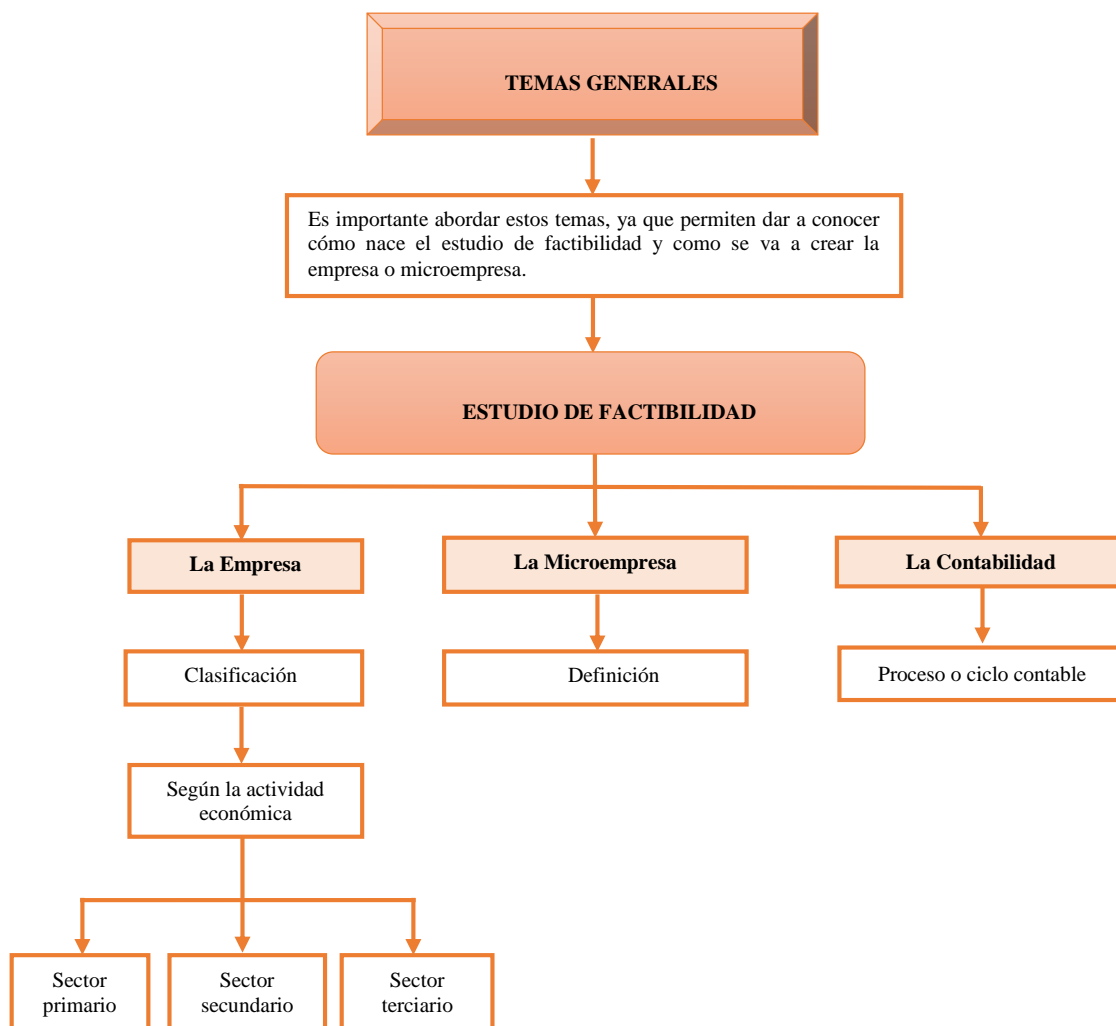 TEMAS GENERALES
Es importante abordar estos temas, ya que permiten dar a conocer
cómo nace el estudio de factibilidad y como se va a crear la
empresa o microempresa.
ESTUDIO DE FACTIBILIDAD
La Empresa
La Microempresa
La Contabilidad
Clasificación
Definición
Proceso o ciclo contable
Según la actividad
económica
Sector
primario
Sector
secundario
Sector
terciario